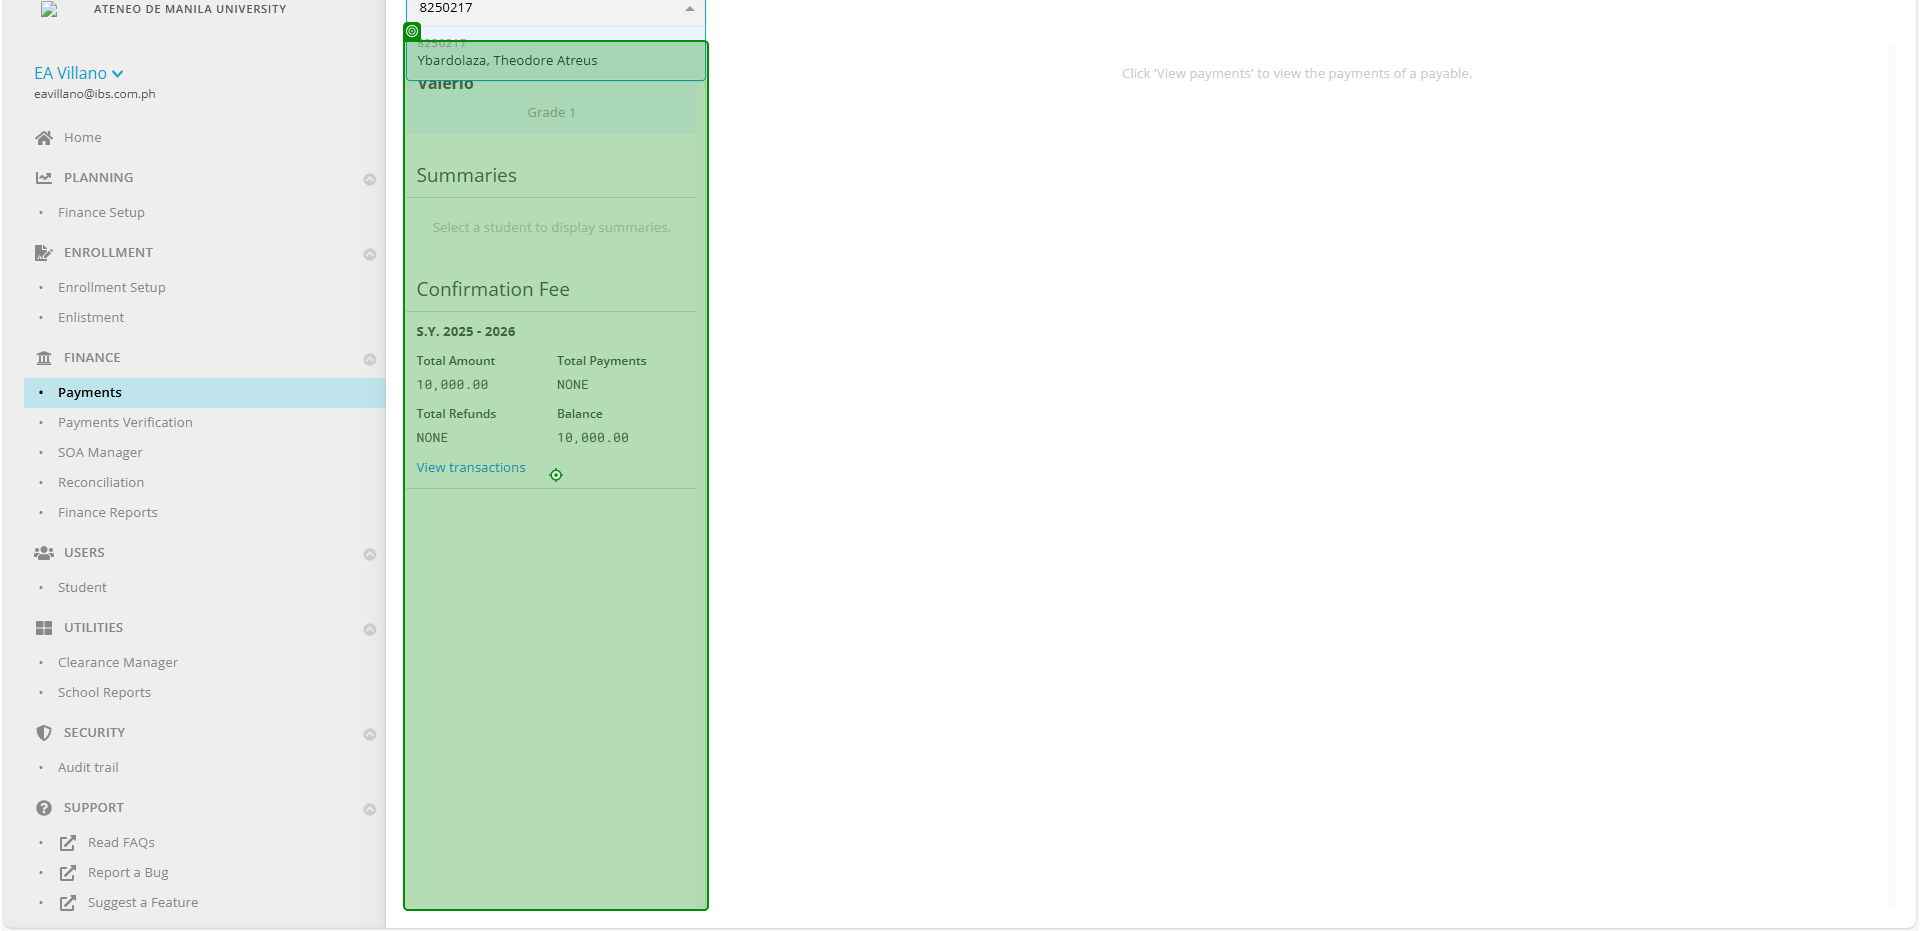 ATENEO DE MANILA UNIVERSITY
EA Villano
eavillano@ibs.com.ph
Home
PLANNING
Finance Setup
ENROLLMENT
Enrollment Setup
Enlistment
FINANCE
Payments
Payments Verification
SOA Manager
Reconciliation
Finance Reports
USERS
Student
UTILITIES
Clearance Manager
School Reports
SECURITY
Audit trail
SUPPORT
Read FAQs
Report a Bug
Suggest a Feature
8250217
8250217
Ybardolaza, Theodore Atreus
Valerio
Grade 1
Summaries
Select a student to display summaries.
Confirmation Fee
S.Y. 2025 - 2026
Total Amount Total Payments
10,000.00 NONE
Total Refunds Balance
NONE 10,000.00
View transactions
Click 'View payments' to view the payments of a payable.